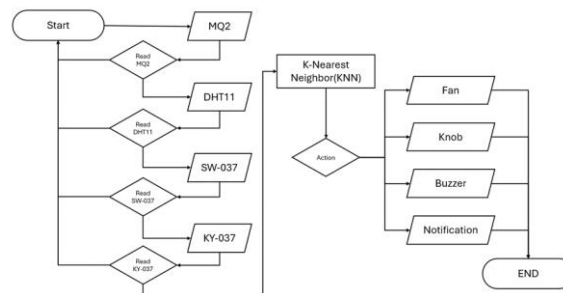 Start
MQ2
Read
MQ2
DHT11
Read
DHT11
SW-037
Read
SW-037
KY-037
Read
KY-037
K-Nearest
Neighbor(KNN)
Action
Fan
Knob
Buzzer
Notification
END